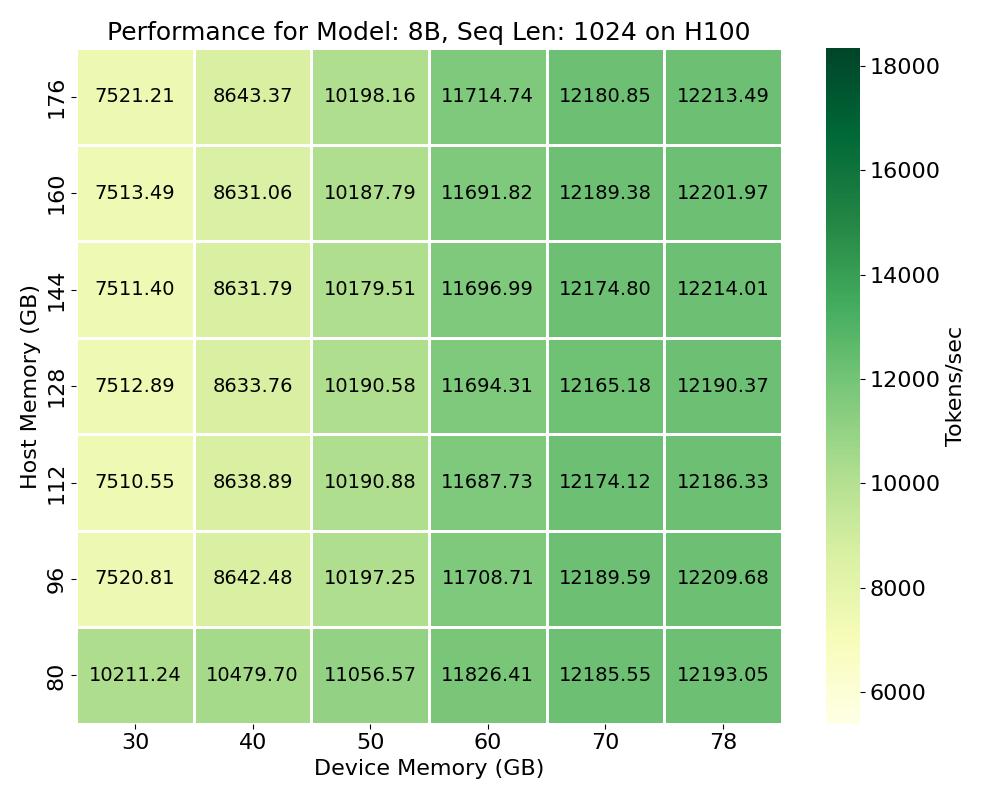 Performance for Model: 8B, Seq Len: 1024 on H100
Host Memory (GB)
176 7521.21 8643.37 10198.16 11714.74 12180.85 12213.49
160 7513.49 8631.06 10187.79 11691.82 12189.38 12201.97
144 7511.40 8631.79 10179.51 11696.99 12174.80 12214.01
128 7512.89 8633.76 10190.58 11694.31 12165.18 12190.37
112 7510.55 8638.89 10190.88 11687.73 12174.12 12186.33
96 7520.81 8642.48 10197.25 11708.71 12189.59 12209.68
80 10211.24 10479.70 11056.57 11826.41 12185.55 12193.05
30 40 50 60 70 78
Device Memory (GB)
18000
16000
14000
12000
10000
8000
6000
Tokens/sec